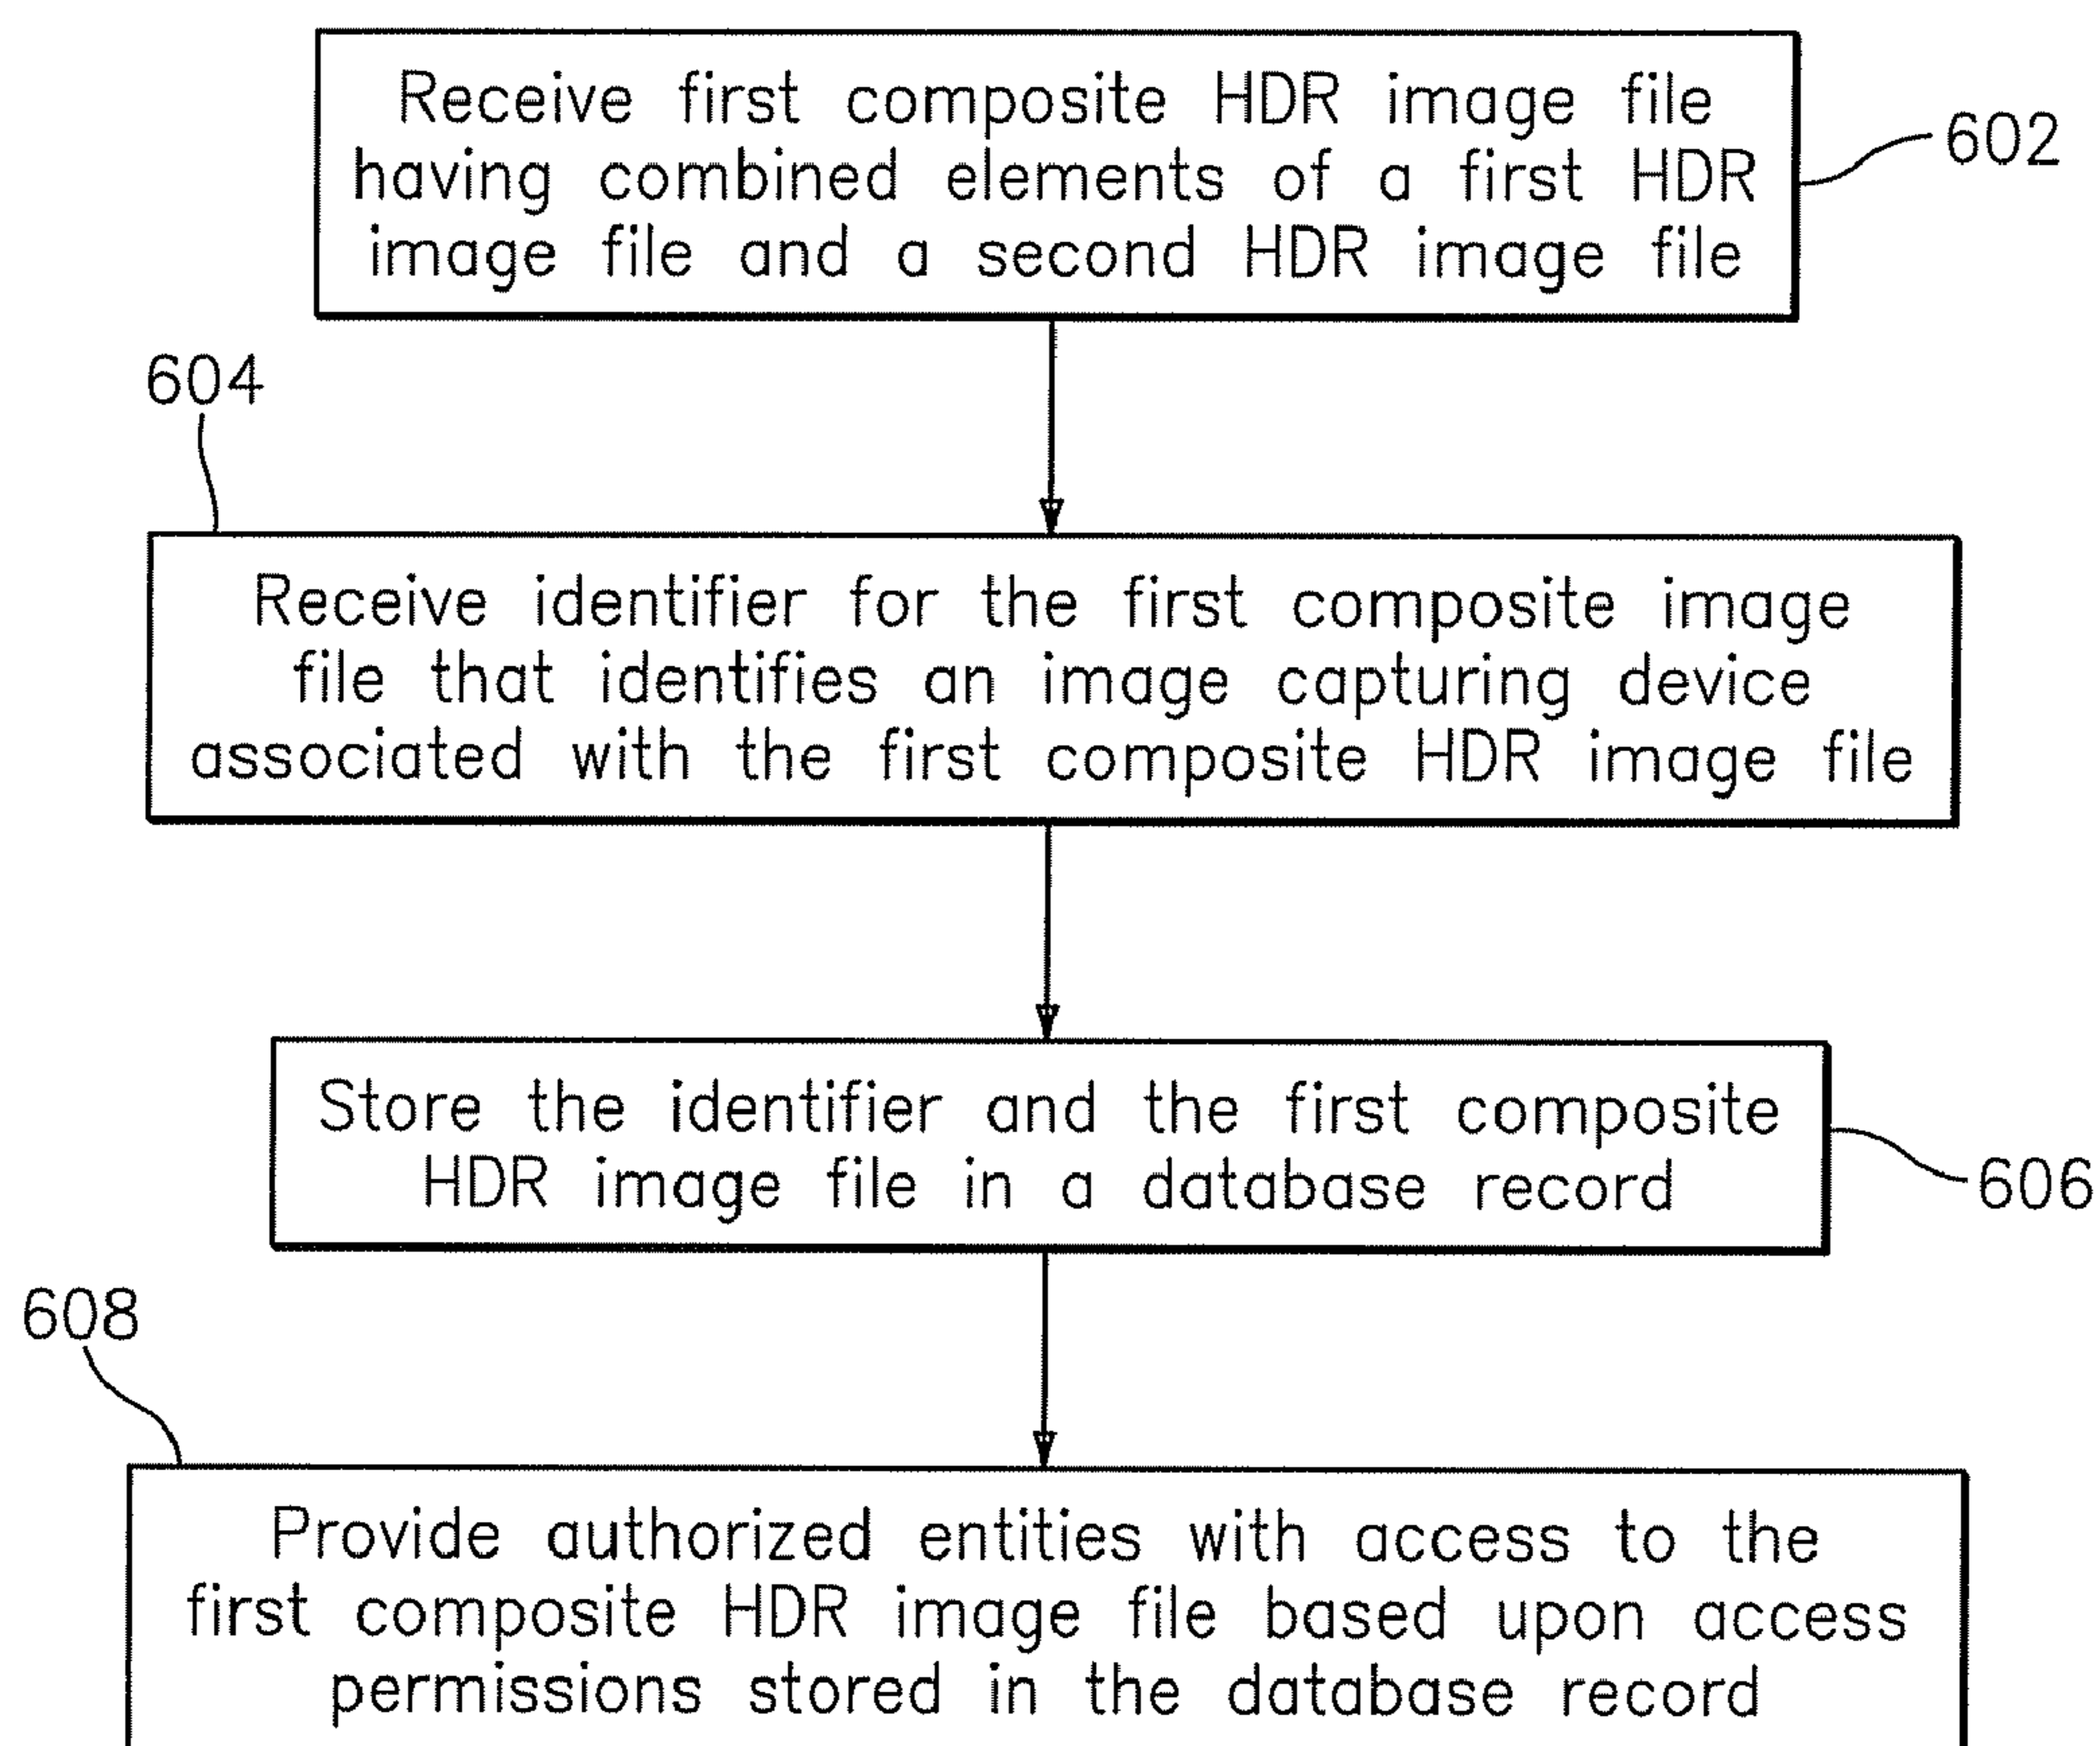 Receive first composite HDR image file
having combined elements of a first HDR
image file and a second HDR image file
602
604
Receive identifier for the first composite image
file that identifies an image capturing device
associated with the first composite HDR image file
Store the identifier and the first composite
HDR image file in a database record
606
608
Provide authorized entities with access to the
first composite HDR image file based upon access
permissions stored in the database record